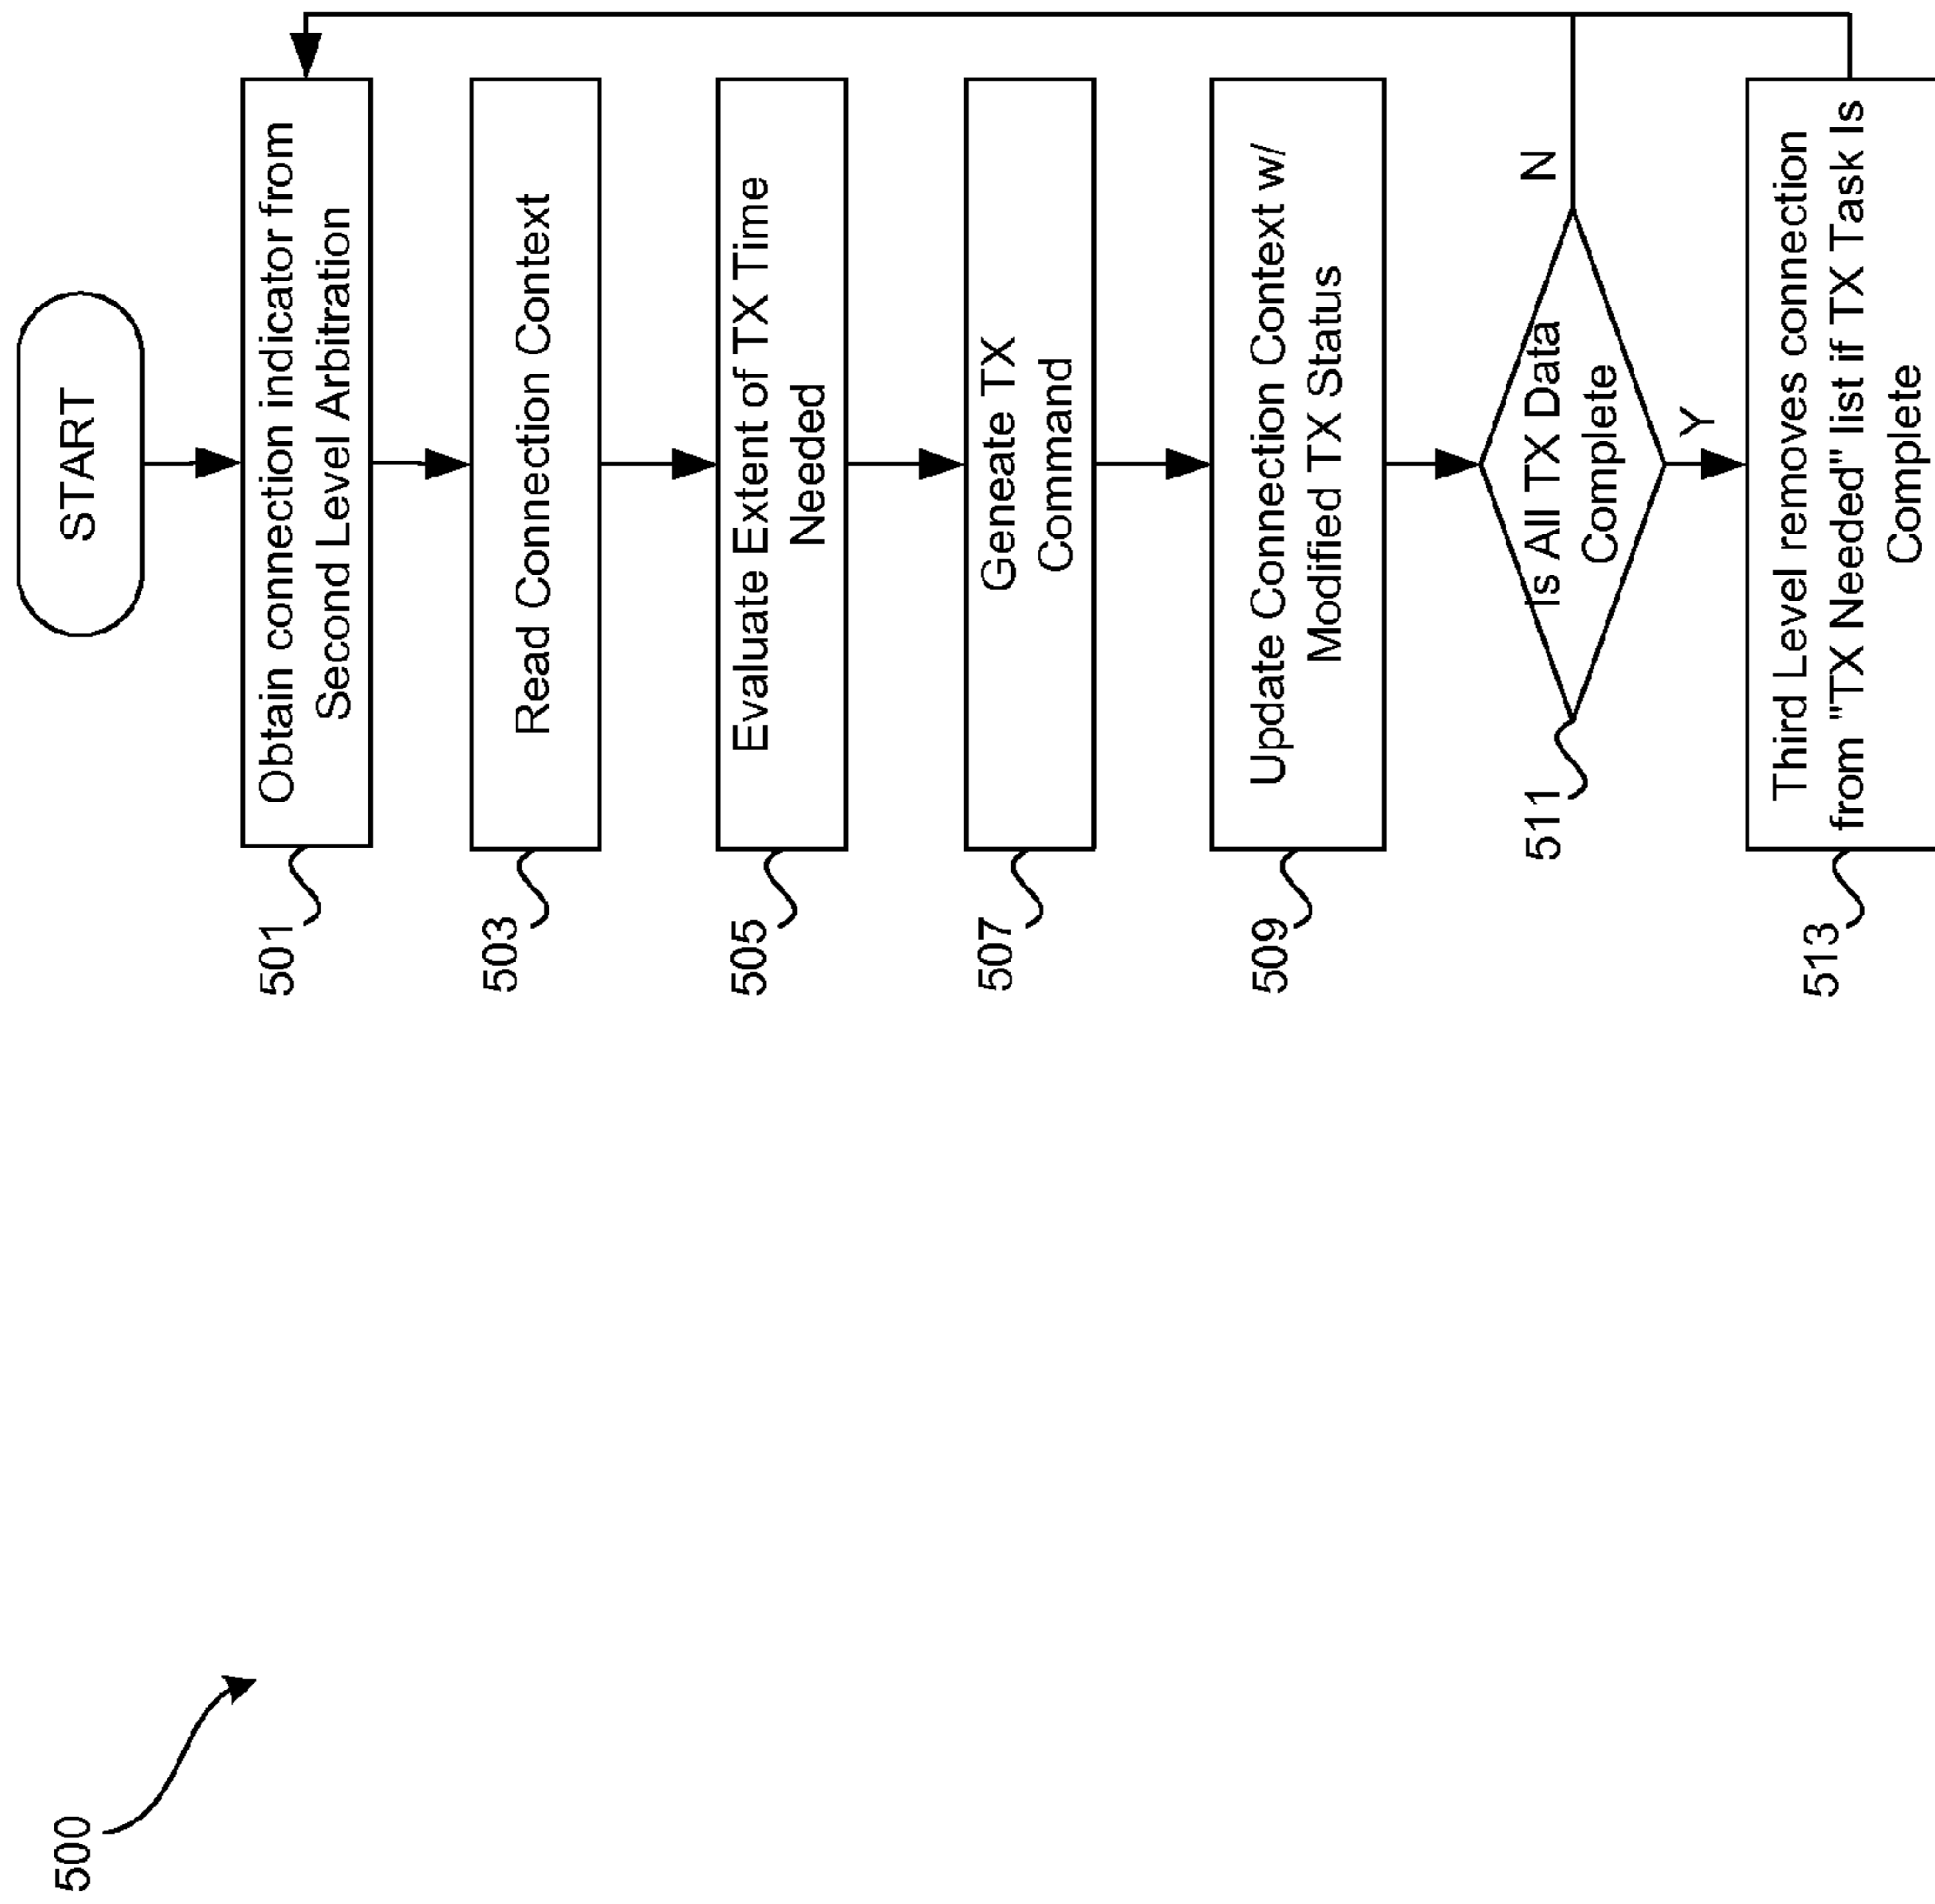 500
START
501
Obtain connection indicator from
Second Level Arbitration
503
Read Connection Context
505
Evaluate Extent of TX Time
Needed
507
Geneate TX
Command
509
Update Connection Context w/
Modified TX Status
511
Is All TX Data
Complete
N
Y
513
Third Level removes connection
from "TX Needed" list if TX Task Is
Complete